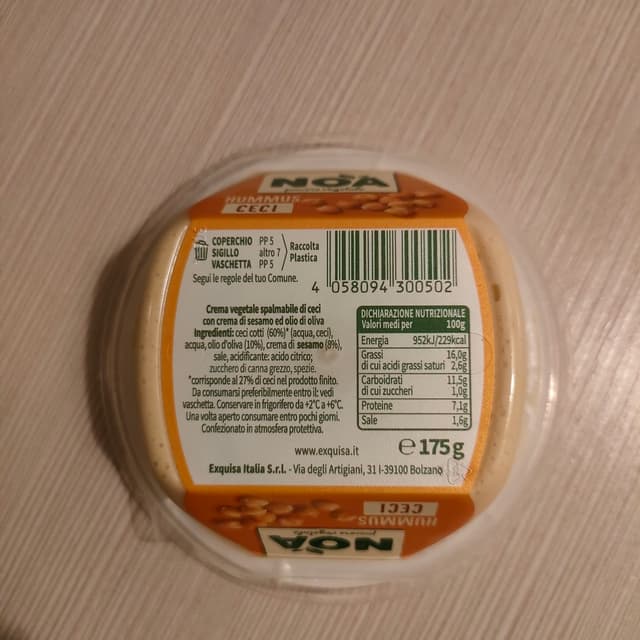 NOA
HUMMUS
CECI
COPERCHIO PP 5
SIGILLO altro 7
VASCHETTA PP 5
Raccolta
Plastica
Segui le regole del tuo Comune.
4 058094 300502
Crema vegetale spalmabile di ceci
con crema di sesamo ed olio di oliva
Ingredienti: ceci cotti (60%)* (acqua, ceci),
acqua, olio d'oliva (10%), crema di sesamo (8%),
sale, acidificante: acido citrico;
zucchero di canna grezzo, spezie.
*corrisponde al 27% di ceci nel prodotto finito.
Da consumarsi preferibilmente entro il: vedi
vaschetta. Conservare in frigorifero da +2°C a +6°C.
Una volta aperto consumare entro pochi giorni.
Confezionato in atmosfera protettiva.
DICHIARAZIONE NUTRIZIONALE
Valori medi per 100g
Energia 952kJ/229kcal
Grassi 16,0g
di cui acidi grassi saturi 2,6g
Carboidrati 11,5g
di cui zuccheri 1,0g
Proteine 7,1g
Sale 1,6g
℮ 175 g
www.exquisa.it
Exquisa Italia S.r.l. - Via degli Artigiani, 31 I-39100 Bolzano
CECI
HUMMUS
NOA